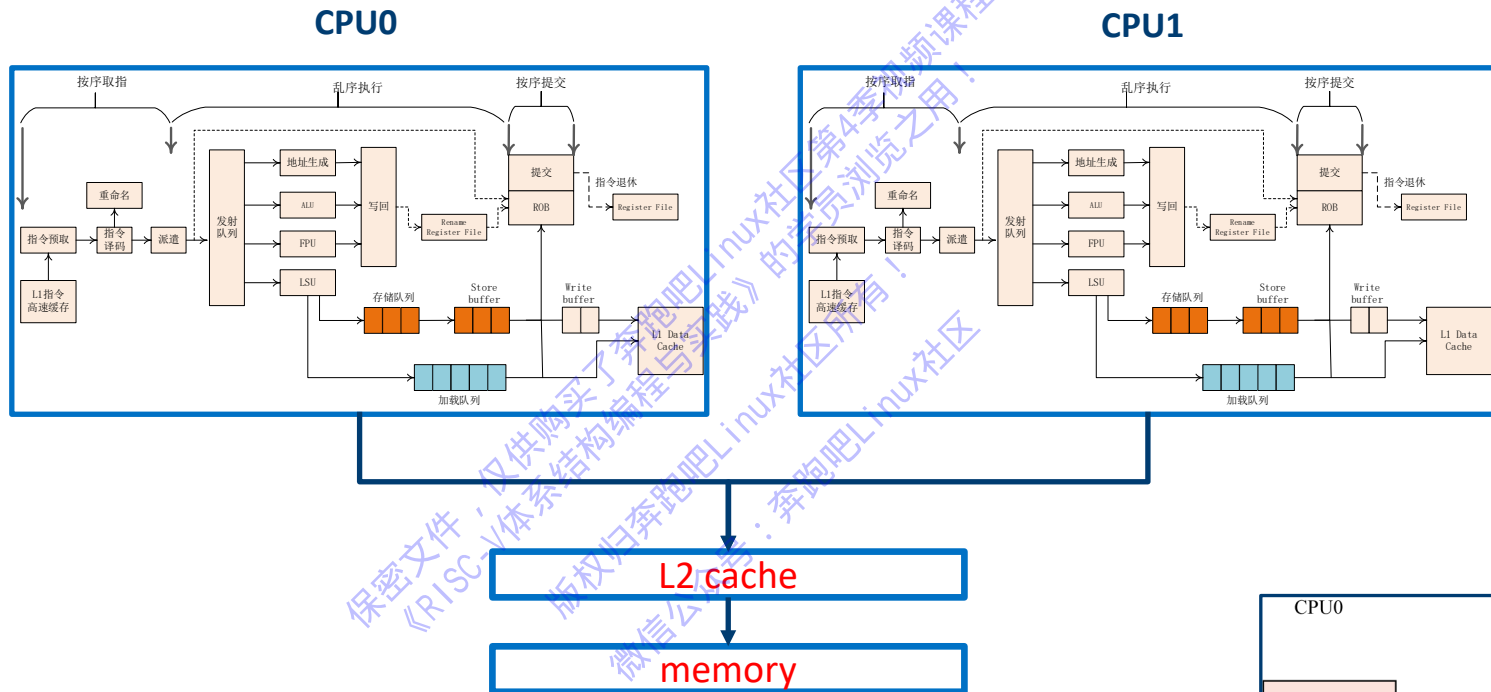 CPU0
CPU1
按序取指
乱序执行
按序提交
重命名
指令预取
指令
译码
派遣
L1指令
高速缓存
发射
队列
地址生成
ALU
FPU
LSU
写回
Rename
Register File
提交
ROB
指令退休
Register File
存储队列
Store
buffer
Write
buffer
L1 Data
Cache
加载队列
按序取指
乱序执行
按序提交
重命名
指令预取
指令
译码
派遣
L1指令
高速缓存
发射
队列
地址生成
ALU
FPU
LSU
写回
Rename
Register File
提交
ROB
指令退休
Register File
存储队列
Store
buffer
Write
buffer
L1 Data
Cache
加载队列
L2 cache
memory
CPU0
保密文件，仅供购买了奔跑吧Linux社区第4季视频课程
《RISC-V体系结构编程与实践》的学员浏览之用！
版权归奔跑吧Linux社区所有！
微信公众号：奔跑吧Linux社区